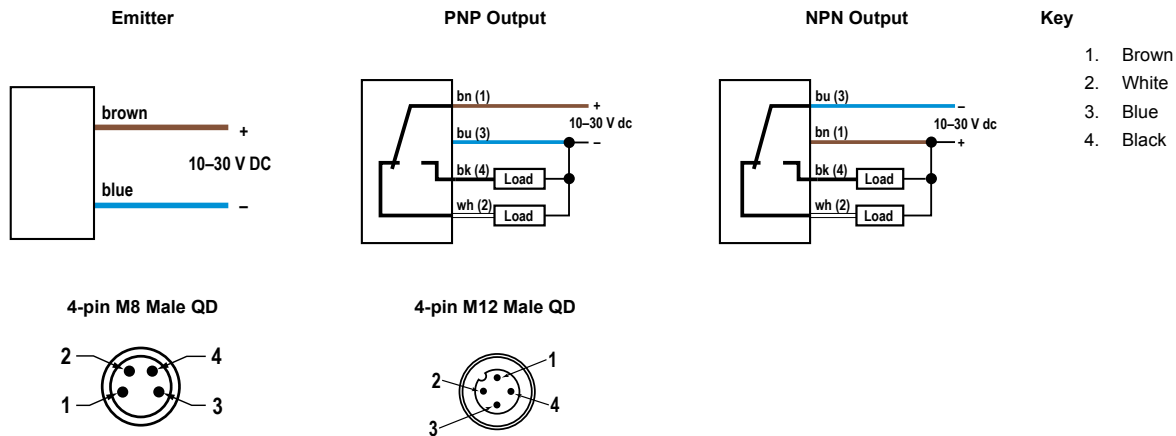 Emitter
brown
+
10–30 V DC
blue
–
PNP Output
bn (1)
+
10–30 V dc
bu (3)
–
bk (4)
Load
wh (2)
Load
NPN Output
bu (3)
–
10–30 V dc
bn (1)
+
bk (4)
Load
wh (2)
Load
Key
1. Brown
2. White
3. Blue
4. Black
4-pin M8 Male QD
2
4
1
3
4-pin M12 Male QD
1
2
4
3